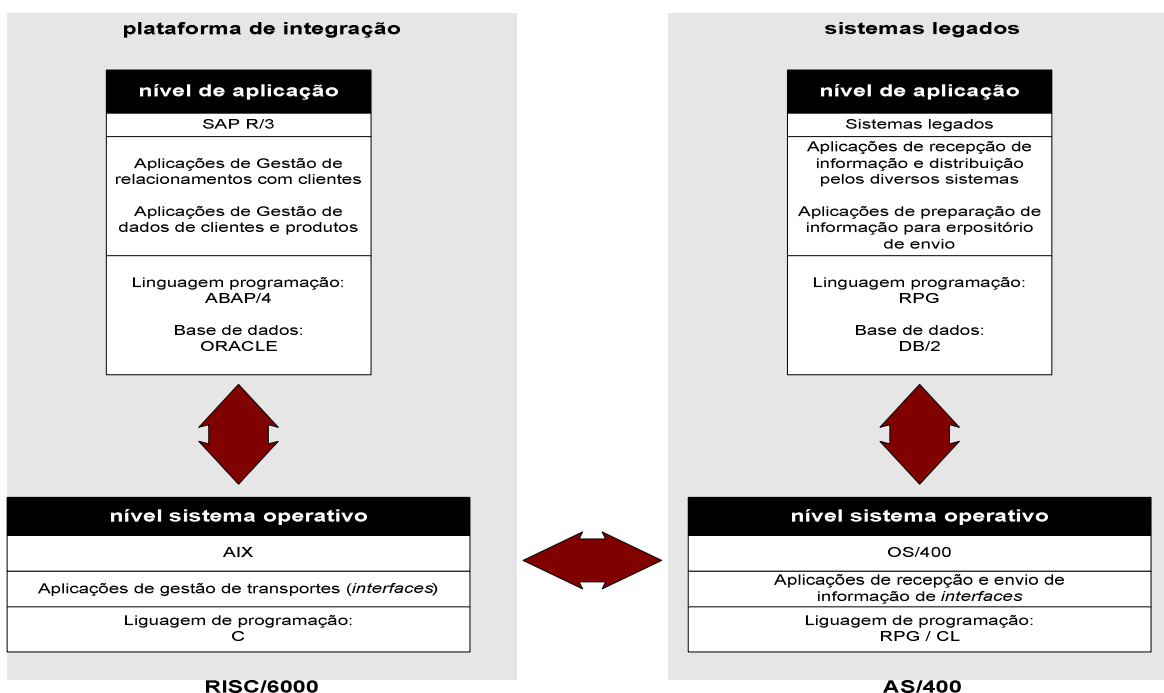 plataforma de integração
nível de aplicação
SAP R/3
Aplicações de Gestão de
relacionamentos com clientes
Aplicações de Gestão de
dados de clientes e produtos
Linguagem programação:
ABAP/4
Base de dados:
ORACLE
nível sistema operativo
AIX
Aplicações de gestão de transportes (interfaces)
Liguagem de programação:
C
RISC/6000
sistemas legados
nível de aplicação
Sistemas legados
Aplicações de recepção de
informação e distribuição
pelos diversos sistemas
Aplicações de preparação de
informação para erpositório
de envio
Linguagem programação:
RPG
Base de dados:
DB/2
nível sistema operativo
OS/400
Aplicações de recepção e envio de
informação de interfaces
Liguagem de programação:
RPG / CL
AS/400